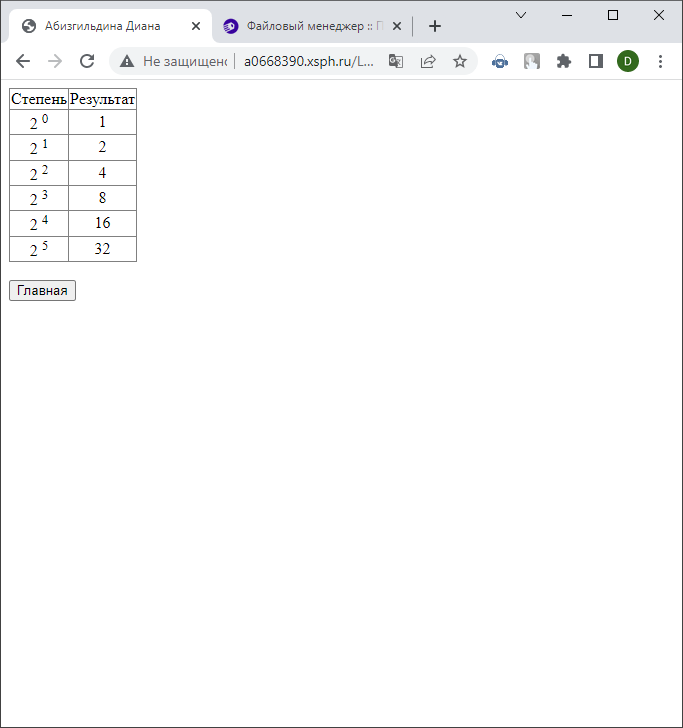 Абизгильдина Диана
Файловый менеджер ::
Не защищено a0668390.xsph.ru/L...
D
Степень Результат
2 0 1
2 1 2
2 2 4
2 3 8
2 4 16
2 5 32
Главная